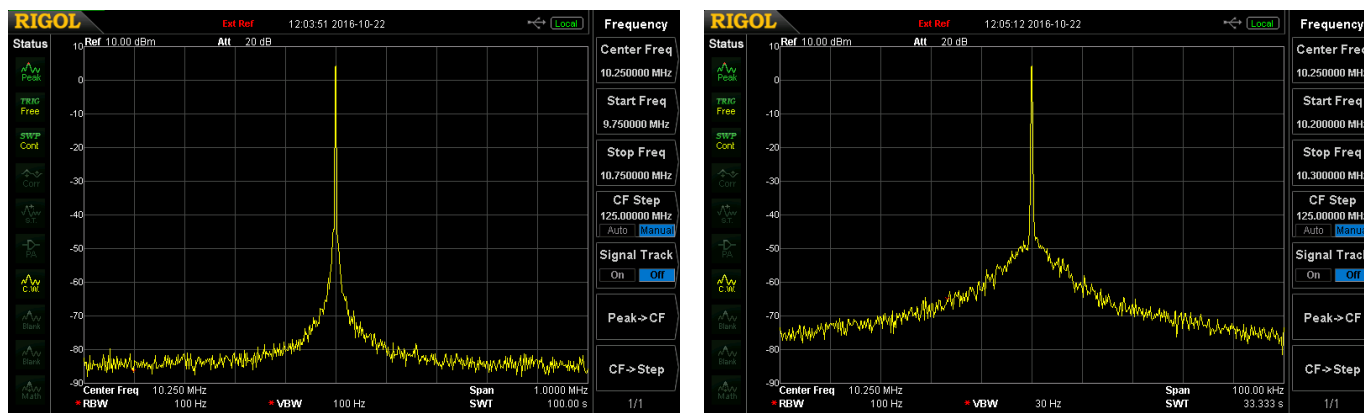 RIGOL Ext Ref 12:03:51 2016-10-22 Local Frequency
Status Ref 10.00 dBm Att 20 dB
Center Freq
10.250000 MHz
Start Freq
9.750000 MHz
Stop Freq
10.750000 MHz
CF Step
125.00000 MHz
Auto Manual
Signal Track
On Off
Peak->CF
CF->Step
1/1
Peak
TRIG
Free
SWP
Cont
Corr
S.T.
PA
C.W.
Blank
Blank
Math
10
0
-10
-20
-30
-40
-50
-60
-70
-80
-90
Center Freq 10.250 MHz Span 1.0000 MHz
*RBW 100 Hz *VBW 100 Hz SWT 100.00 s
RIGOL Ext Ref 12:05:12 2016-10-22 Local Frequency
Status Ref 10.00 dBm Att 20 dB
Center Freq
10.250000 MHz
Start Freq
10.200000 MHz
Stop Freq
10.300000 MHz
CF Step
125.00000 MHz
Auto Manual
Signal Track
On Off
Peak->CF
CF->Step
1/1
Peak
TRIG
Free
SWP
Cont
Corr
S.T.
PA
C.W.
Blank
Blank
Math
10
0
-10
-20
-30
-40
-50
-60
-70
-80
-90
Center Freq 10.250 MHz Span 100.00 kHz
*RBW 100 Hz *VBW 30 Hz SWT 33.333 s